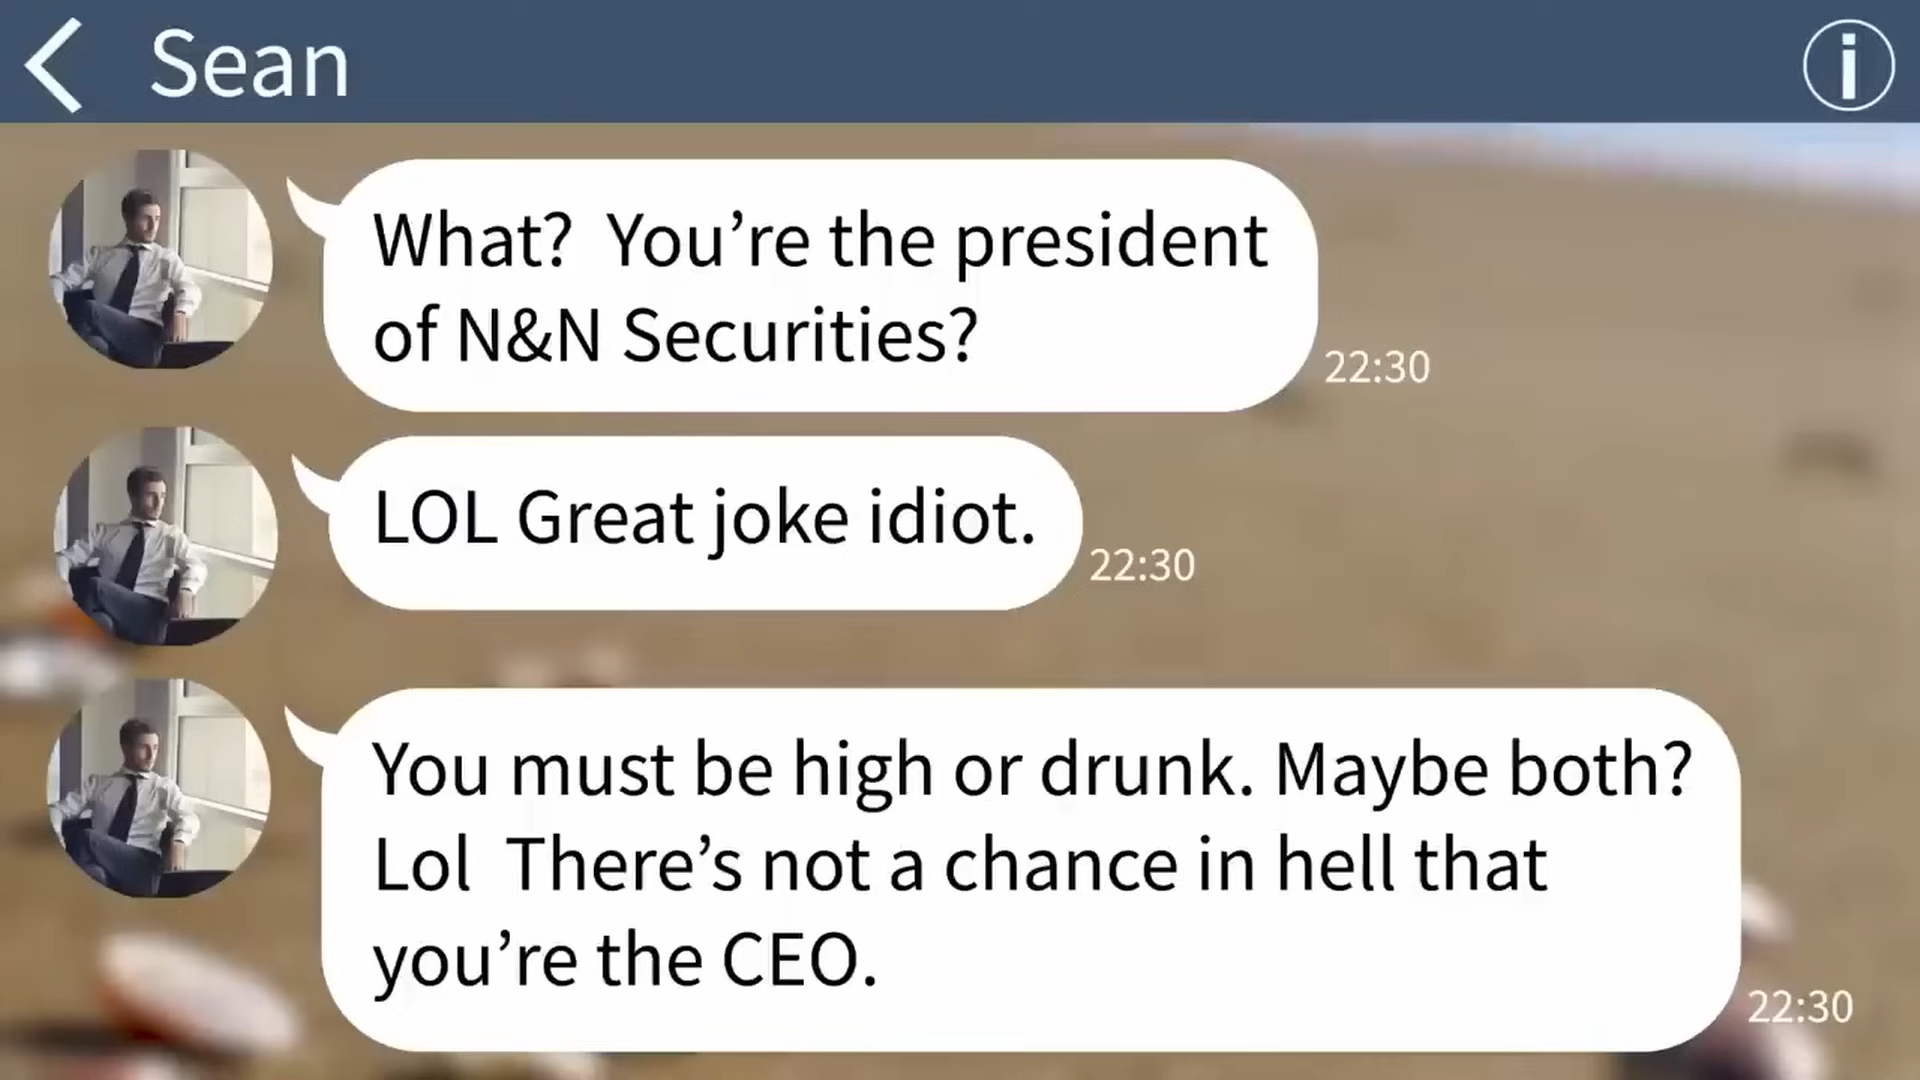 Sean
What?  You’re the president
of N&N Securities?
22:30
LOL Great joke idiot.
22:30
You must be high or drunk. Maybe both?
Lol  There’s not a chance in hell that
you’re the CEO.
22:30